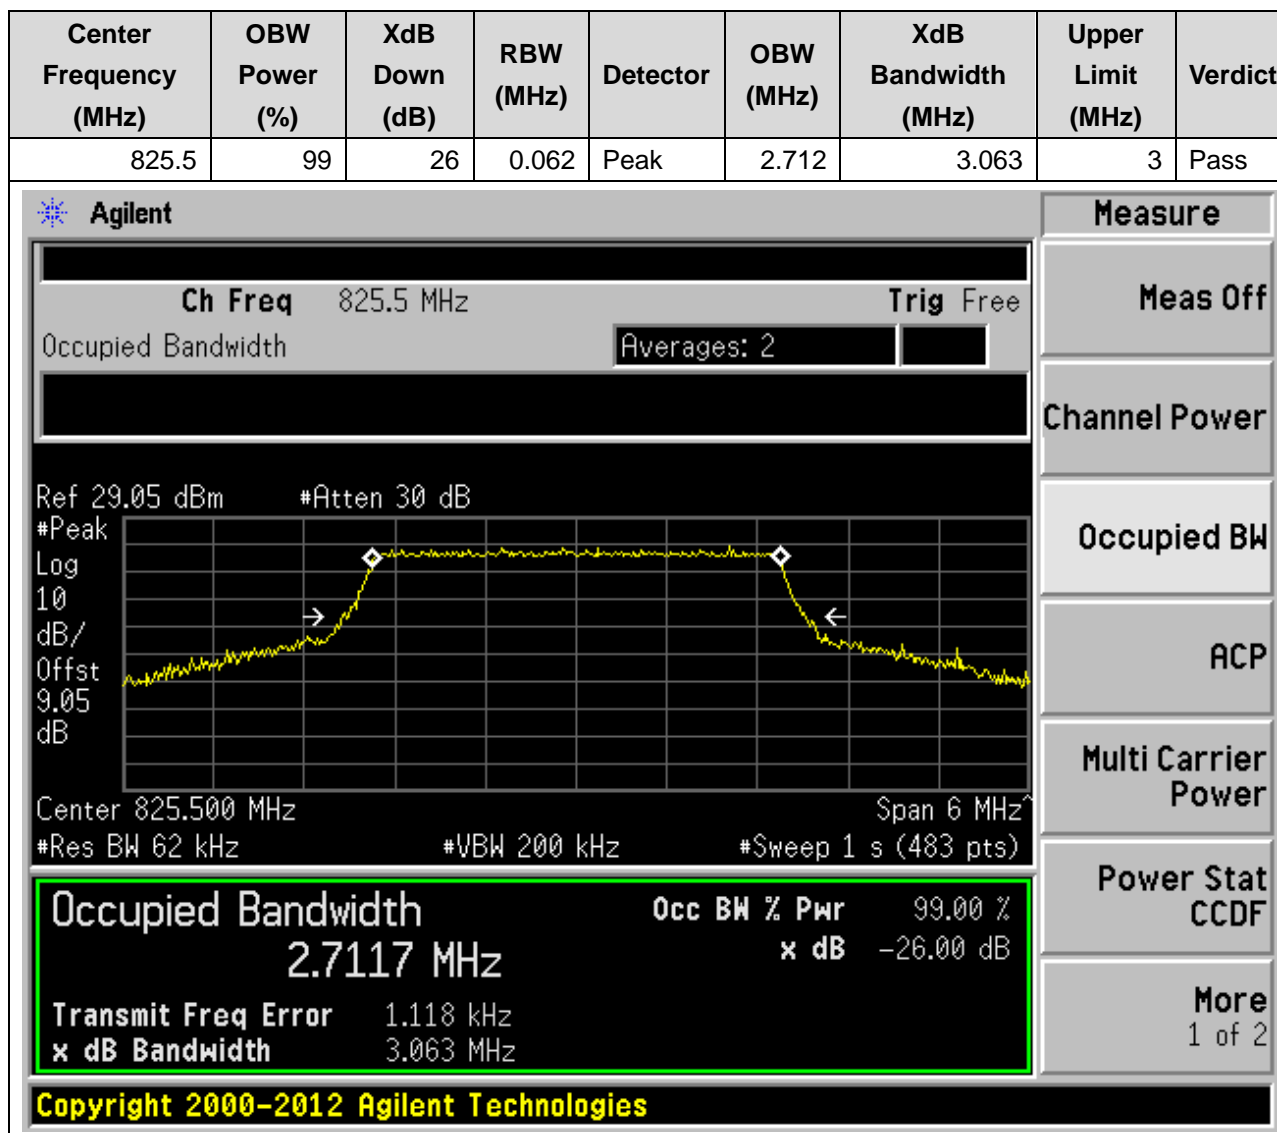 Center Frequency (MHz) OBW Power (%) XdB Down (dB) RBW (MHz) Detector OBW (MHz) XdB Bandwidth (MHz) Upper Limit (MHz) Verdict
825.5 99 26 0.062 Peak 2.712 3.063 3 Pass
Agilent
Measure
Ch Freq 825.5 MHz Trig Free
Meas Off
Occupied Bandwidth Averages: 2
Channel Power
Ref 29.05 dBm #Atten 30 dB
#Peak
Log
10
dB/
Offst
9.05
dB
Occupied BW
ACP
Multi Carrier
Power
Center 825.500 MHz Span 6 MHz^
#Res BW 62 kHz #VBW 200 kHz #Sweep 1 s (483 pts)
Power Stat
CCDF
Occupied Bandwidth Occ BW % Pwr 99.00 %
2.7117 MHz x dB -26.00 dB
Transmit Freq Error 1.118 kHz
x dB Bandwidth 3.063 MHz
More
1 of 2
Copyright 2000-2012 Agilent Technologies